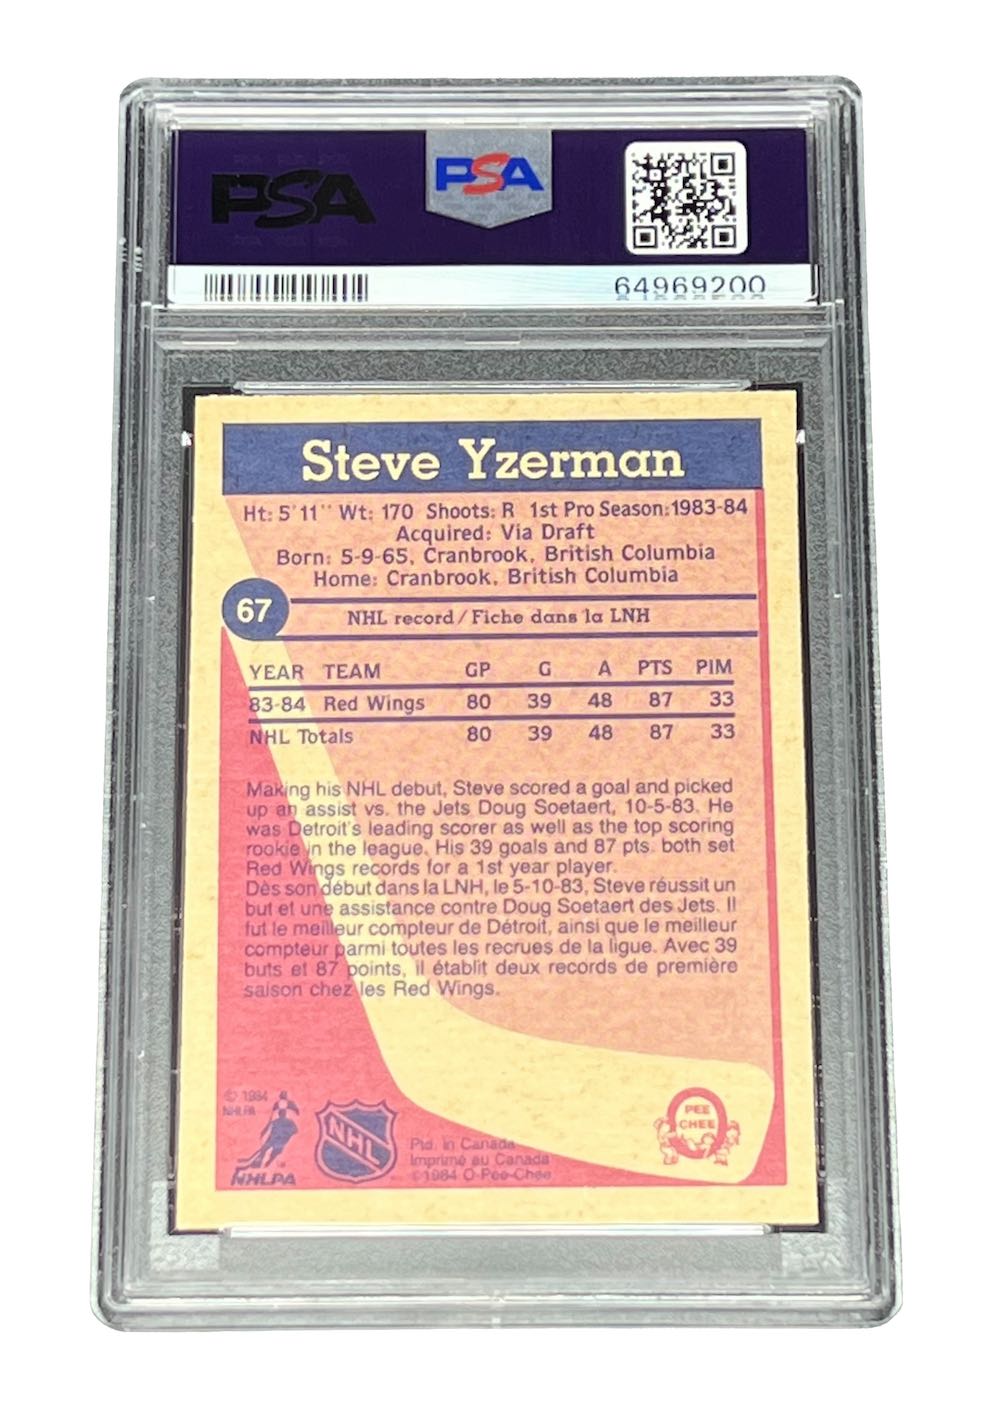 PSA
PSA
64969200
Steve Yzerman
Ht: 5'11" Wt: 170 Shoots: R 1st Pro Season: 1983-84
Acquired: Via Draft
Born: 5-9-65, Cranbrook, British Columbia
Home: Cranbrook, British Columbia
67
NHL record / Fiche dans la LNH
YEAR TEAM GP G A PTS PIM
83-84 Red Wings 80 39 48 87 33
NHL Totals 80 39 48 87 33
Making his NHL debut, Steve scored a goal and picked
up an assist vs. the Jets Doug Soetaert, 10-5-83. He
was Detroit's leading scorer as well as the top scoring
rookie in the league. His 39 goals and 87 pts. both set
Red Wings records for a 1st year player.
Dès son début dans la LNH, le 5-10-83, Steve réussit un
but et une assistance contre Doug Soetaert des Jets. Il
fut le meilleur compteur de Détroit, ainsi que le meilleur
compteur parmi toutes les recrues de la ligue. Avec 39
buts et 87 points, il établit deux records de première
saison chez les Red Wings.
© 1984
NHLPA
NHLPA
NHL
Ptd. in Canada
Imprimé au Canada
©1984 O-Pee-Chee
PEE
CHEE